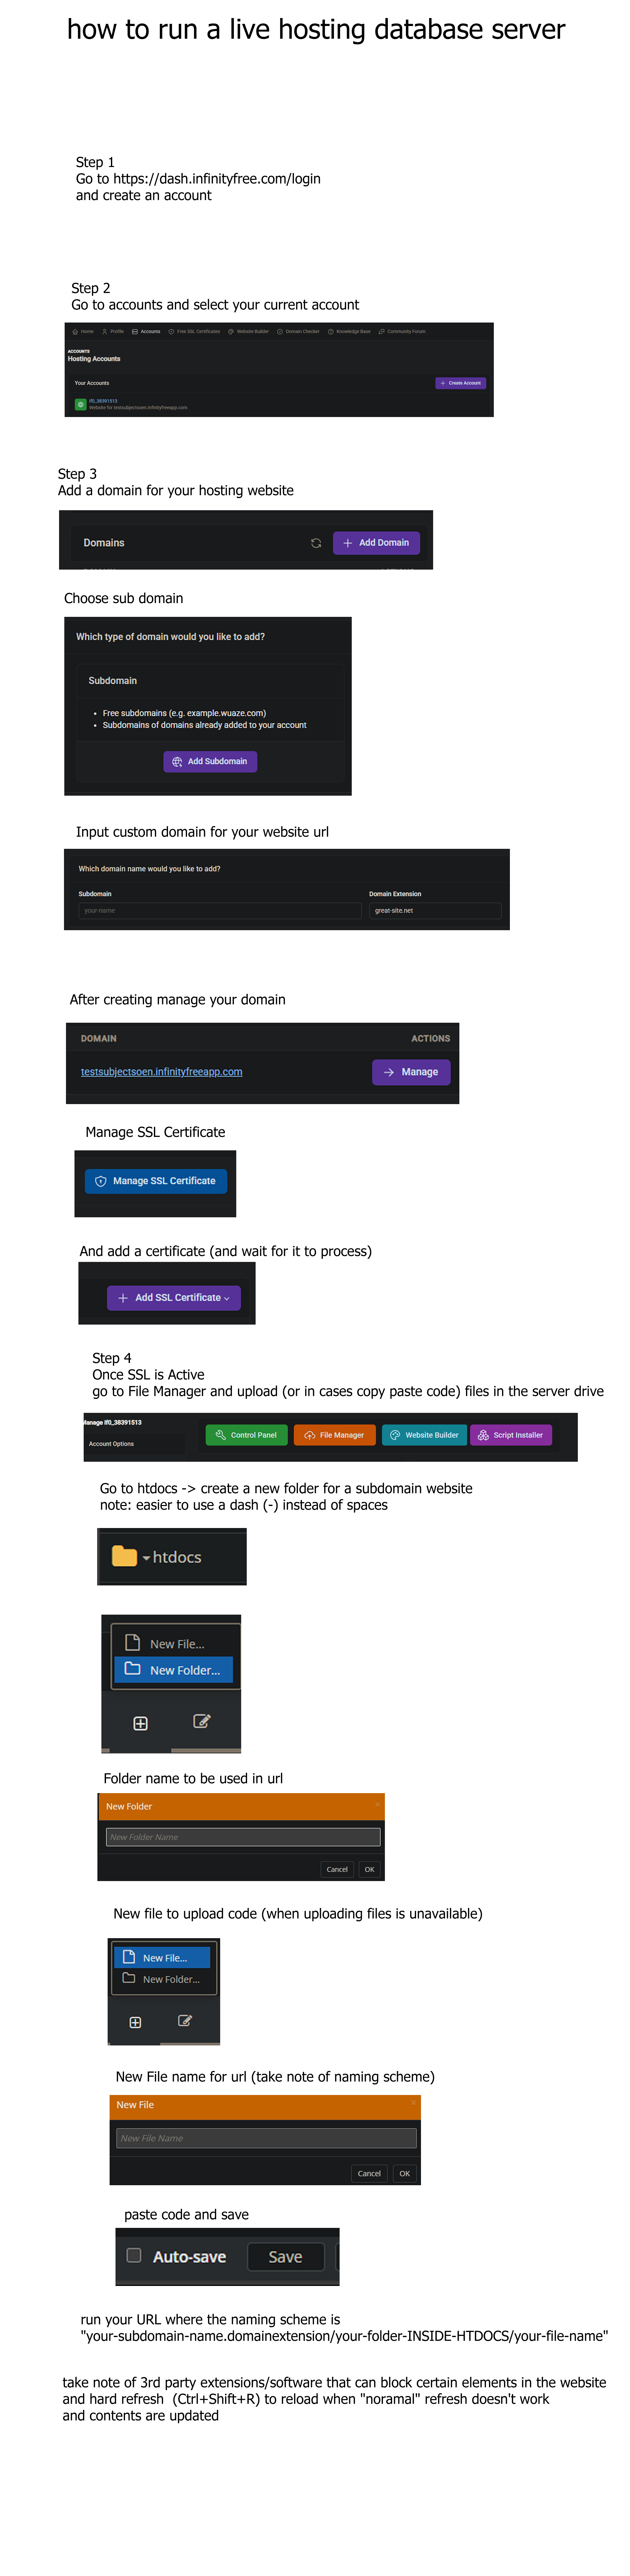 how to run a live hosting database server
Step 1
Go to https://dash.infinityfree.com/login
and create an account
Step 2
Go to accounts and select your current account
Home Profile Accounts Free SSL Certificates Website Builder Domain Checker Knowledge Base Community Forum
ACCOUNTS
Hosting Accounts
Your Accounts
Create Account
if0_38391513
Website for testsubjectsoen.infinityfreeapp.com
Step 3
Add a domain for your hosting website
Domains
Add Domain
Choose sub domain
Which type of domain would you like to add?
Subdomain
• Free subdomains (e.g. example.wuaze.com)
• Subdomains of domains already added to your account
Add Subdomain
Input custom domain for your website url
Which domain name would you like to add?
Subdomain Domain Extension
your-name great-site.net
After creating manage your domain
DOMAIN ACTIONS
testsubjectsoen.infinityfreeapp.com Manage
Manage SSL Certificate
Manage SSL Certificate
And add a certificate (and wait for it to process)
Add SSL Certificate
Step 4
Once SSL is Active
go to File Manager and upload (or in cases copy paste code) files in the server drive
Manage if0_38391513
Account Options
Control Panel File Manager Website Builder Script Installer
Go to htdocs -> create a new folder for a subdomain website
note: easier to use a dash (-) instead of spaces
htdocs
New File...
New Folder...
Folder name to be used in url
New Folder
New Folder Name
Cancel OK
New file to upload code (when uploading files is unavailable)
New File...
New Folder...
New File name for url (take note of naming scheme)
New File
New File Name
Cancel OK
paste code and save
Auto-save Save
run your URL where the naming scheme is
"your-subdomain-name.domainextension/your-folder-INSIDE-HTDOCS/your-file-name"
take note of 3rd party extensions/software that can block certain elements in the website
and hard refresh (Ctrl+Shift+R) to reload when "noramal" refresh doesn't work
and contents are updated